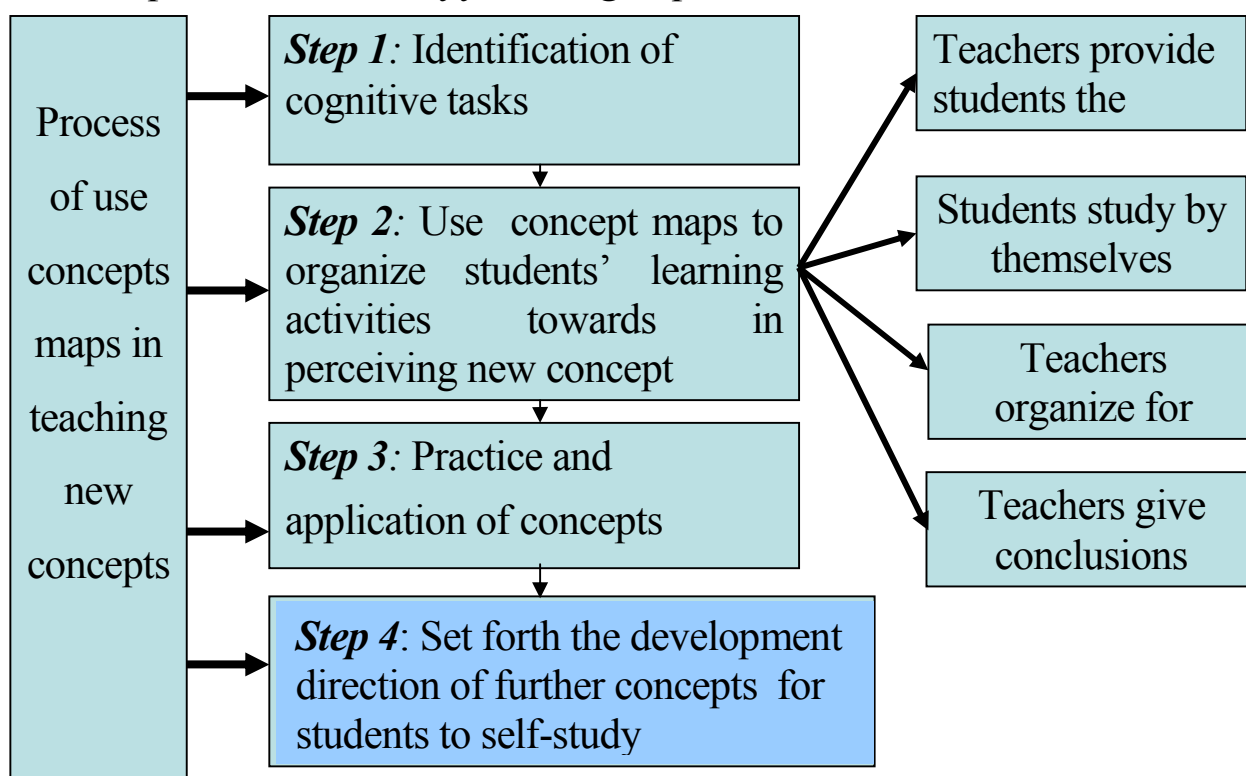 Process
of use
concepts
maps in
teaching
new
concepts
Step 1: Identification of
cognitive tasks
Step 2: Use concept maps to
organize students’ learning
activities towards in
perceiving new concept
Step 3: Practice and
application of concepts
Step 4: Set forth the development
direction of further concepts for
students to self-study
Teachers provide
students the
Students study by
themselves
Teachers
organize for
Teachers give
conclusions